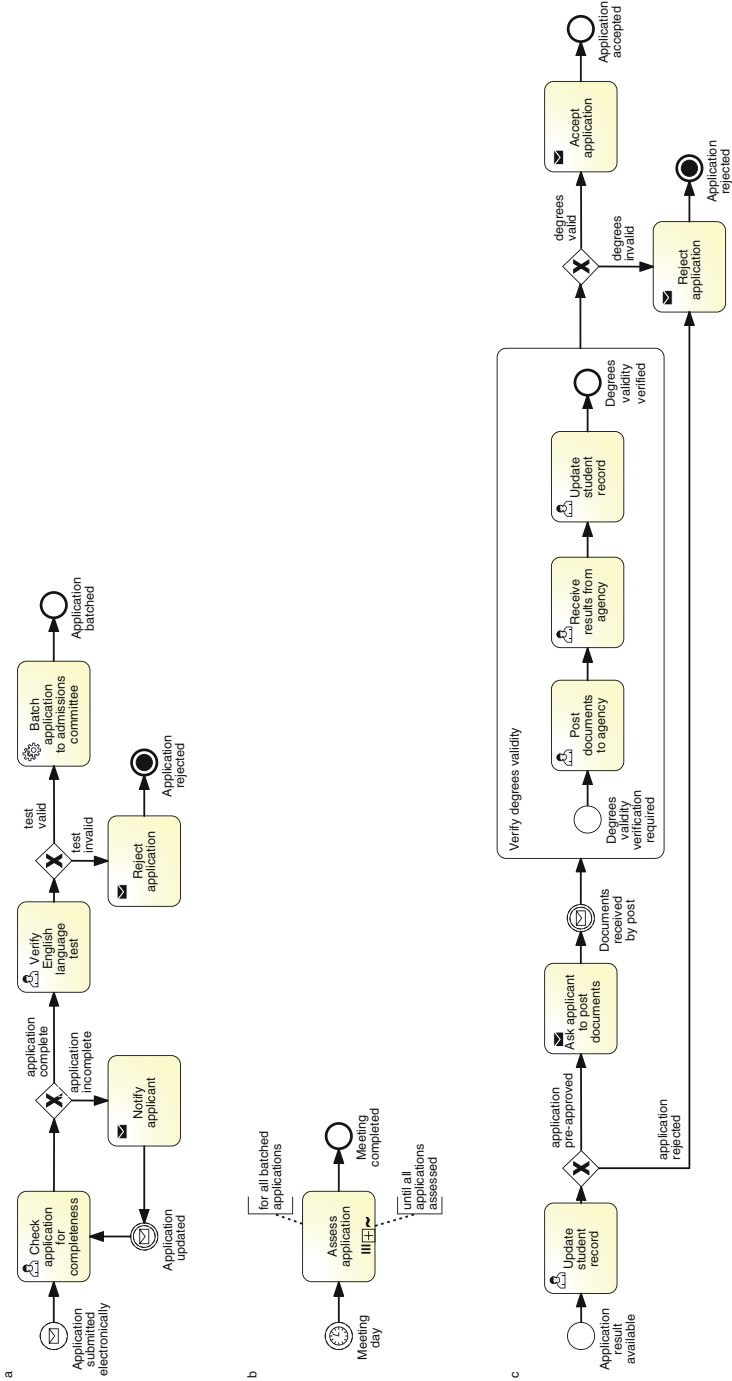 a
Application
submitted
electronically
Check
application
for
completeness
application
complete
application
incomplete
Notify
applicant
Application
updated
Verify
English
language
test
test
valid
test
invalid
Reject
application
Application
rejected
Batch
application
to admissions
committee
Application
batched
b
Meeting
day
Assess
application
for all batched
applications
until all
applications
assessed
Meeting
completed
c
Application
result
available
Update
student
record
application
pre-approved
application
rejected
Ask applicant
to post
documents
Documents
received
by post
Verify degrees validity
Degrees
validity
verification
required
Post
documents
to agency
Receive
results from
agency
Update
student
record
Degrees
validity
verified
degrees
valid
degrees
invalid
Accept
application
Application
accepted
Reject
application
Application
rejected